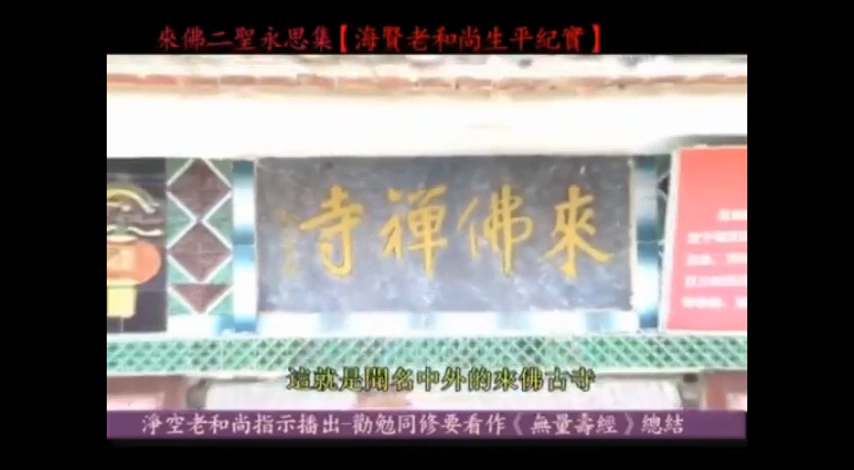 來佛二聖永思集【海賢老和尚生平紀實】
來佛禪寺
這就是聞名中外的來佛古寺
淨空老和尚指示播出-勸勉同修要看作《無量壽經》總結